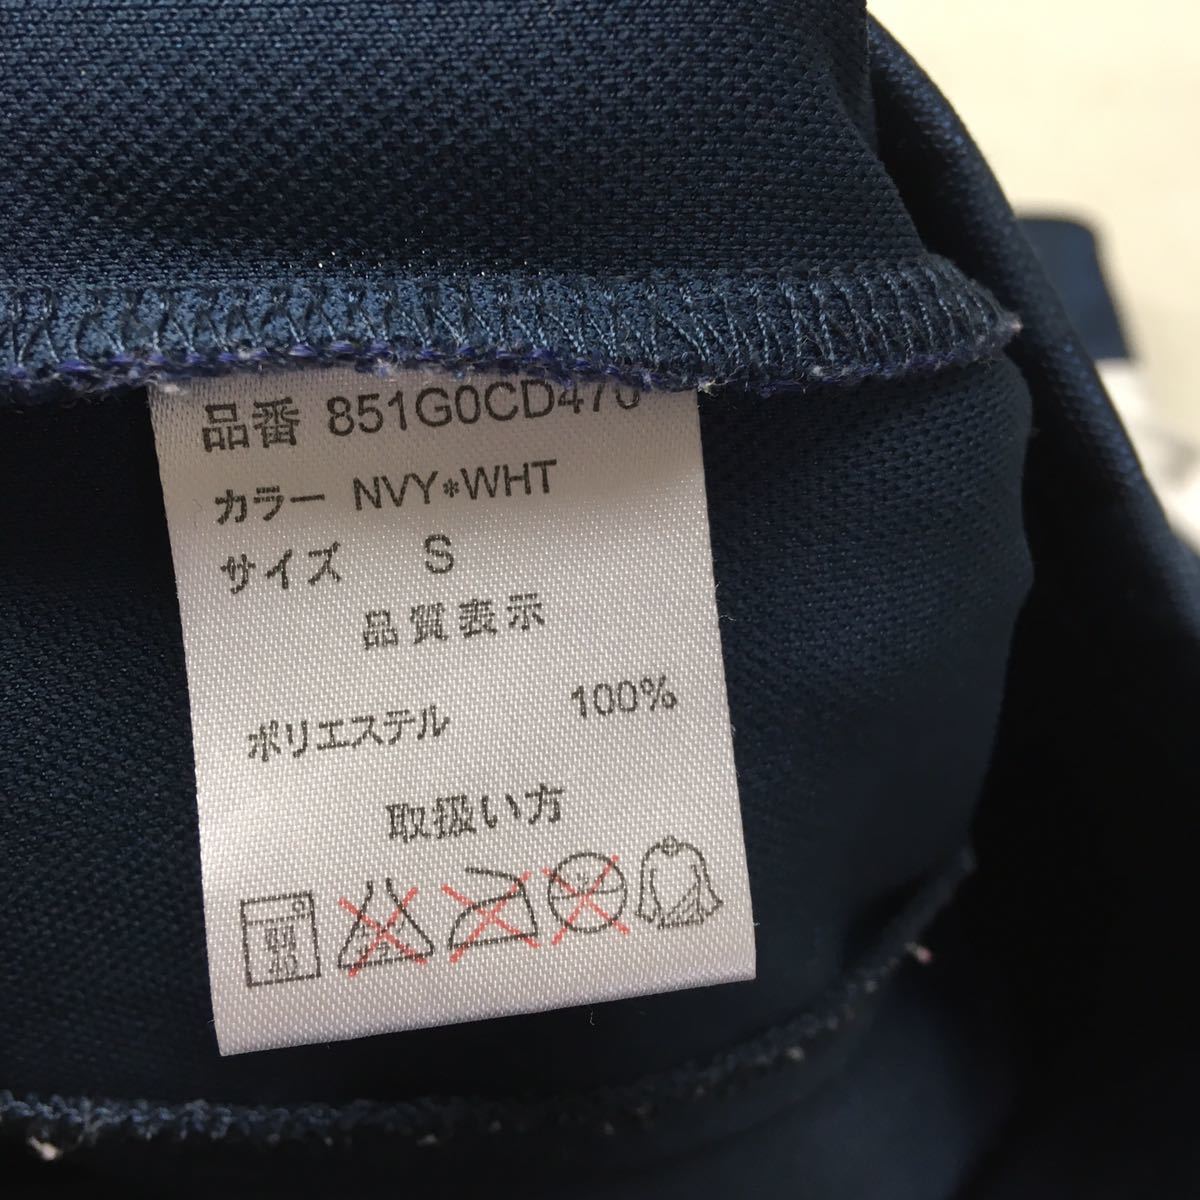 品番
カラー NVY*WHT
サイズ S
品質表示
ポリエステル 100%
取扱い方